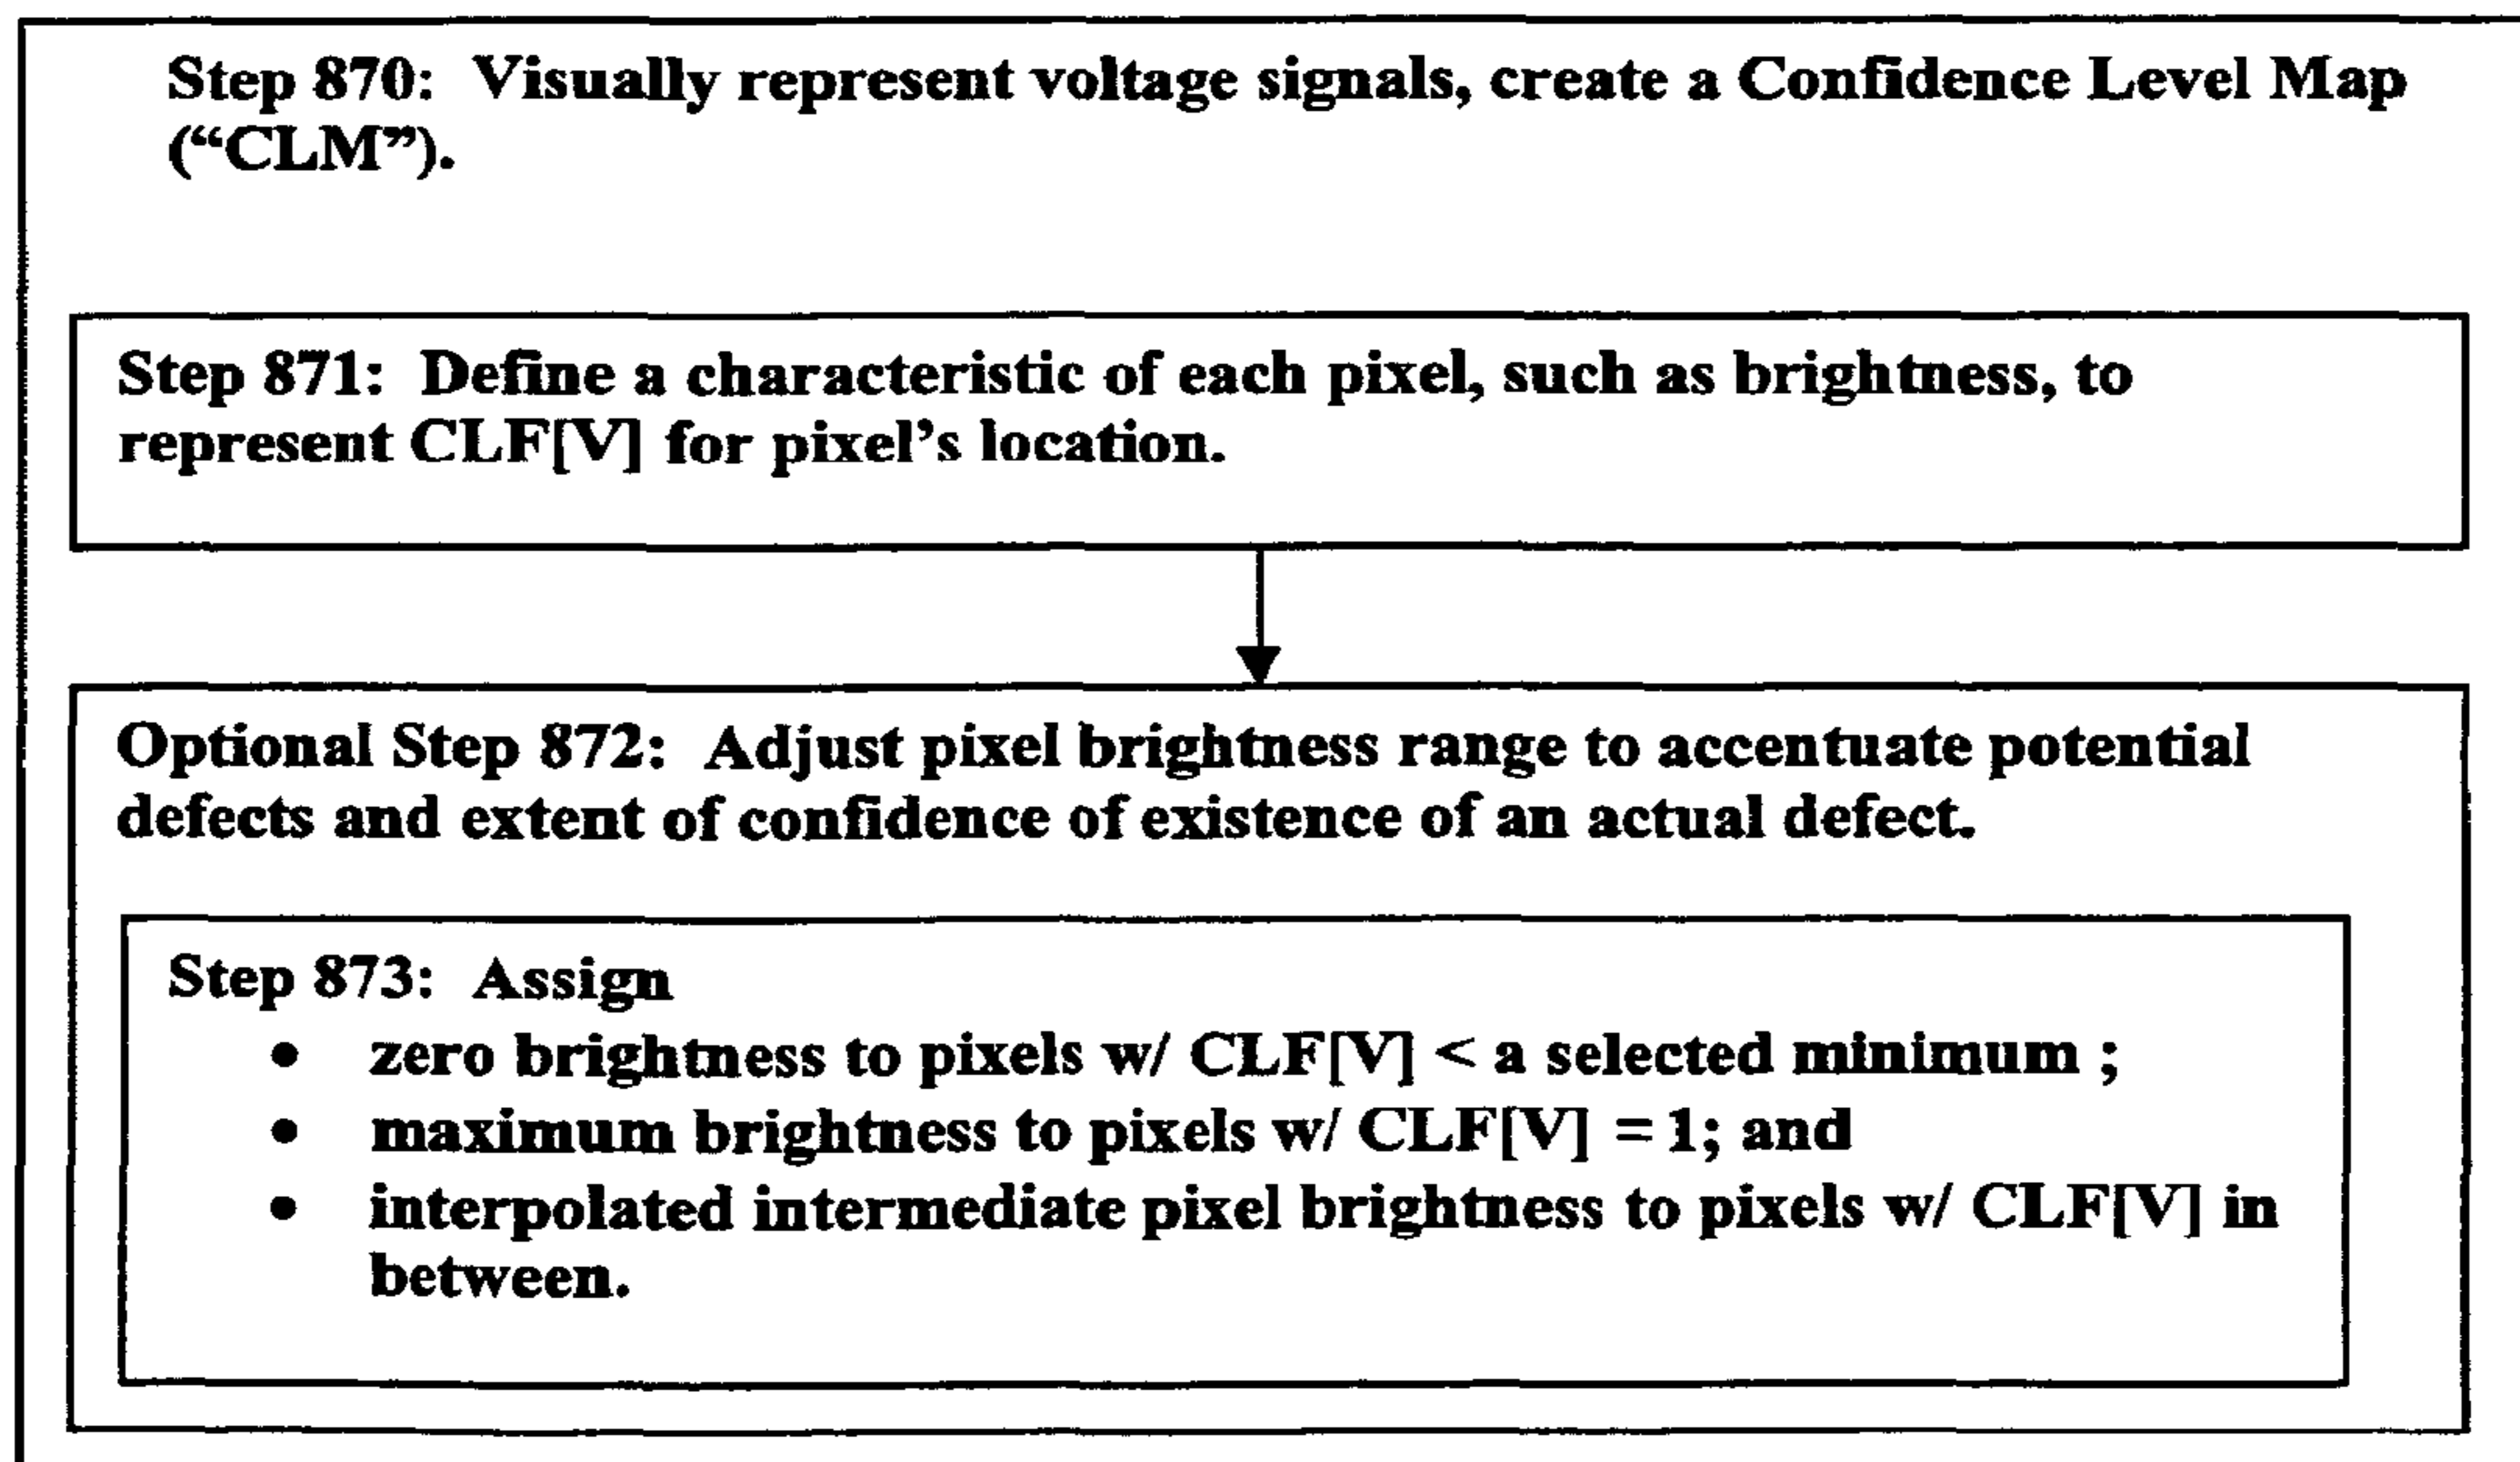 Step 870: Visually represent voltage signals, create a Confidence Level Map
(“CLM”).
Step 871: Define a characteristic of each pixel, such as brightness, to
represent CLF[V] for pixel’s location.
Optional Step 872: Adjust pixel brightness range to accentuate potential
defects and extent of confidence of existence of an actual defect.
Step 873: Assign
• zero brightness to pixels w/ CLF[V] < a selected minimum ;
• maximum brightness to pixels w/ CLF[V] = 1; and
• interpolated intermediate pixel brightness to pixels w/ CLF[V] in
between.